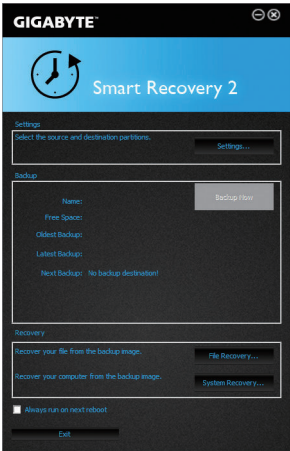 GIGABYTE™
Smart Recovery 2
Settings
Select the source and destination partitions.
Settings...
Backup
Name:
Backup Now
Free Space:
Oldest Backup:
Latest Backup:
Next Backup: No backup destination!
Recovery
Recover your file from the backup image.
File Recovery...
Recover your computer from the backup image.
System Recovery...
Always run on next reboot
Exit